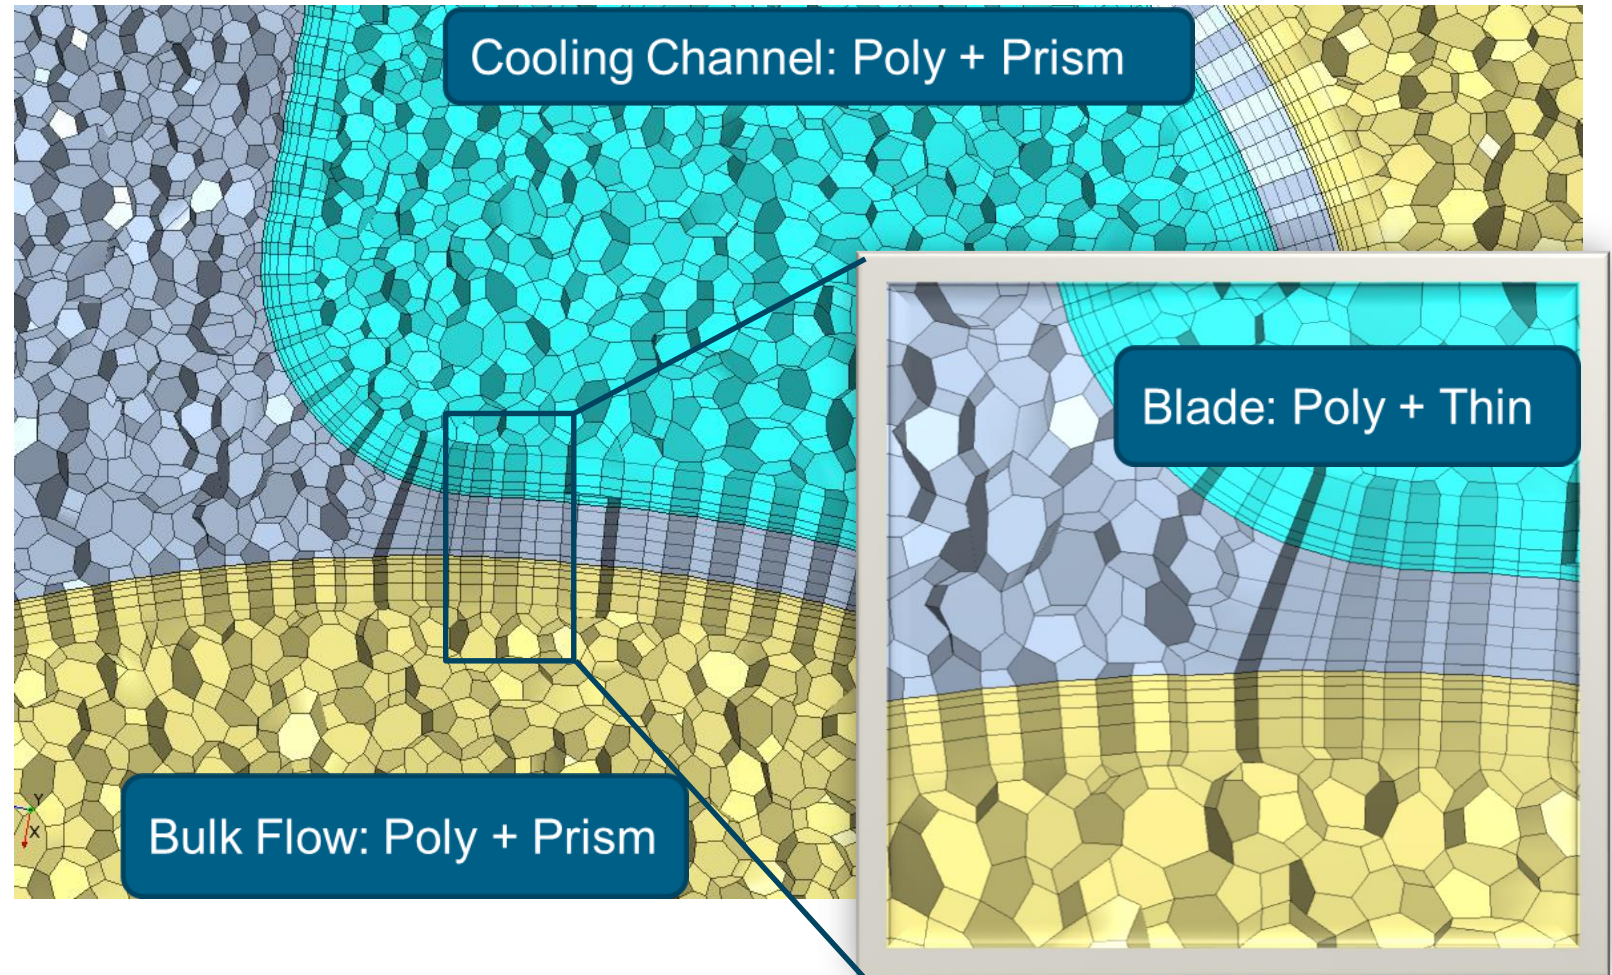 Cooling Channel: Poly + Prism
Blade: Poly + Thin
Bulk Flow: Poly + Prism
Y
X